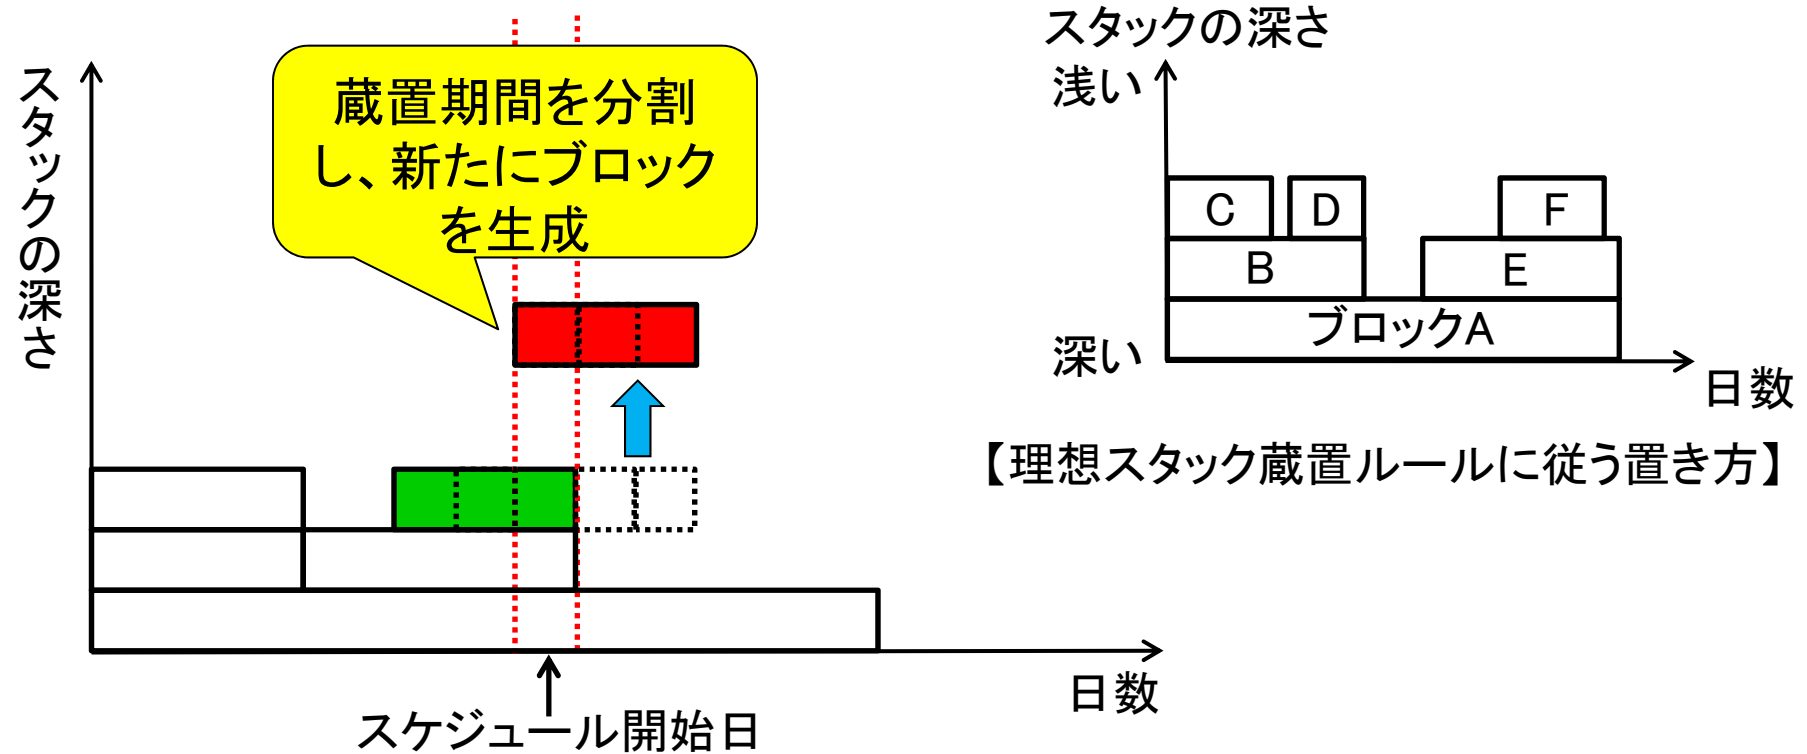 スタックの深さ
蔵置期間を分割
し、新たにブロック
を生成
日数
スケジュール開始日
スタックの深さ
浅い
C
D
F
B
E
ブロックA
深い
日数
【理想スタック蔵置ルールに従う置き方】